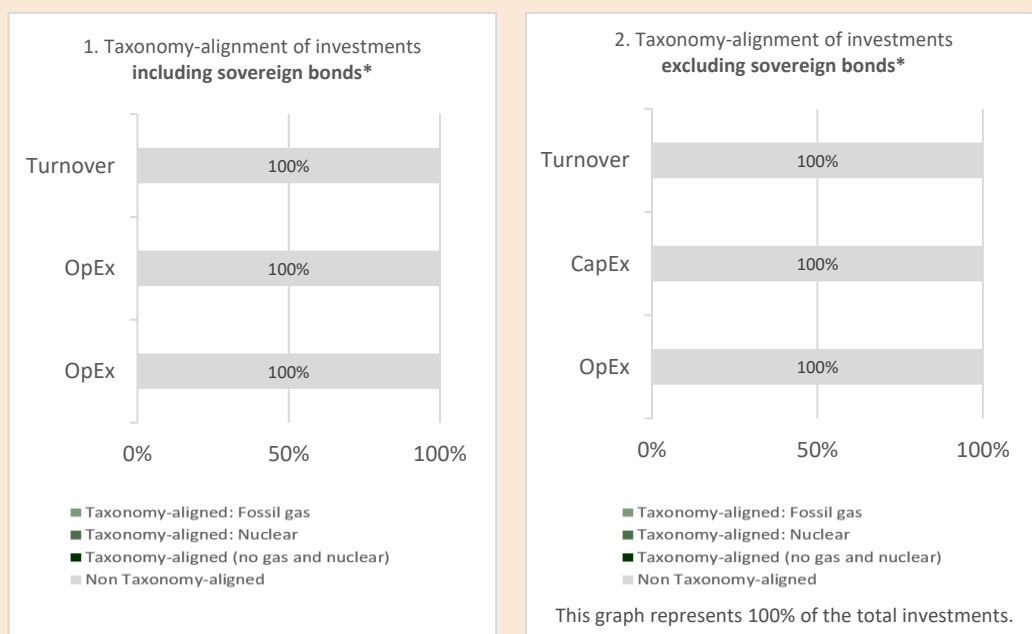 1. Taxonomy-alignment of investments
including sovereign bonds*
Turnover
100%
OpEx
100%
OpEx
100%
0%
50%
100%
Taxonomy-aligned: Fossil gas
Taxonomy-aligned: Nuclear
Taxonomy-aligned (no gas and nuclear)
Non Taxonomy-aligned
2. Taxonomy-alignment of investments
excluding sovereign bonds*
Turnover
100%
CapEx
100%
OpEx
100%
0%
50%
100%
Taxonomy-aligned: Fossil gas
Taxonomy-aligned: Nuclear
Taxonomy-aligned (no gas and nuclear)
Non Taxonomy-aligned
This graph represents 100% of the total investments.